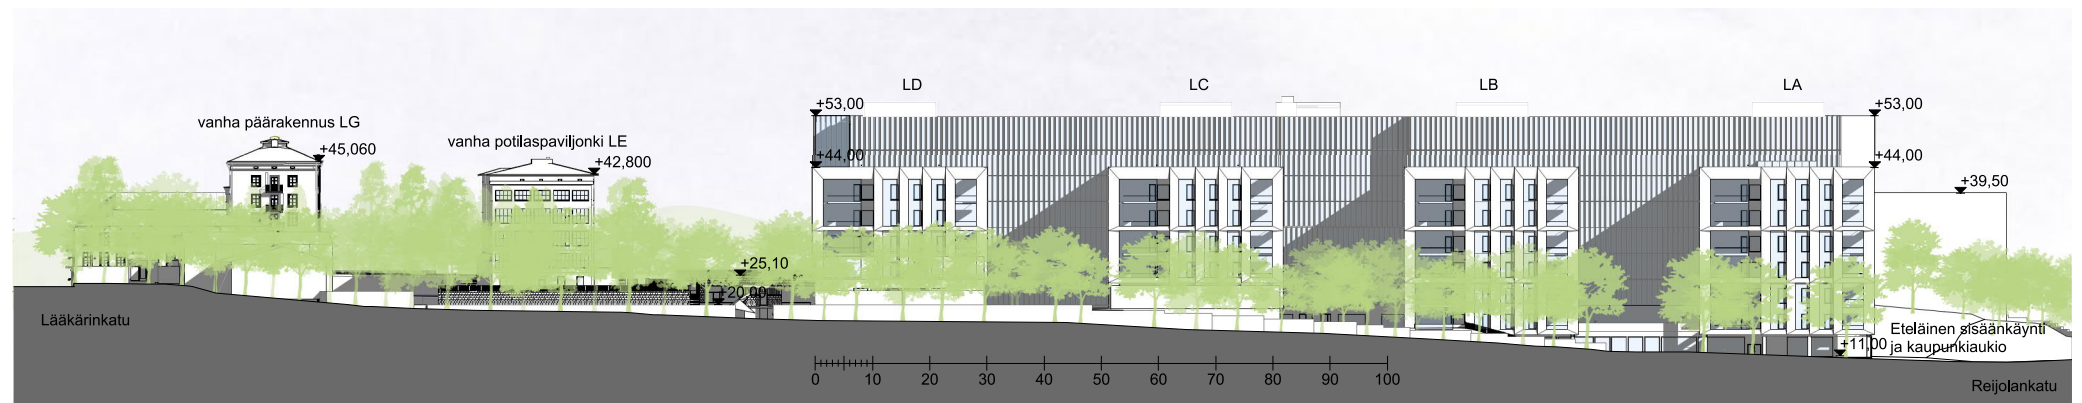 LD
LC
LB
LA
+53,00
+53,00
vanha päärakennus LG
+45,060
vanha potilaspaviljonki LE
+42,800
+44,00
+44,00
+39,50
+25,10
+20,00
Lääkärinkatu
Eteläinen sisäänkäynti
ja kaupunkiaukio
+11,00
0 10 20 30 40 50 60 70 80 90 100
Reijolankatu